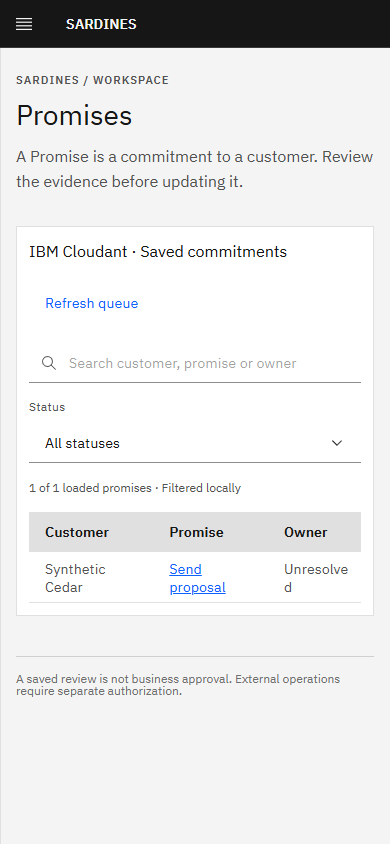 SARDINES
SARDINES / WORKSPACE
Promises
A Promise is a commitment to a customer. Review
the evidence before updating it.
IBM Cloudant · Saved commitments
Refresh queue
Search customer, promise or owner
Status
All statuses
1 of 1 loaded promises · Filtered locally
Customer Promise Owner
Synthetic Send Unresolve
Cedar proposal d
A saved review is not business approval. External operations
require separate authorization.